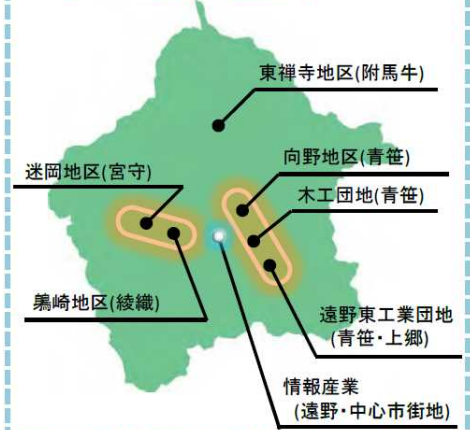 東禅寺地区(附馬牛)
向野地区(青笹)
迷岡地区(宮守)
木工団地(青笹)
鵢崎地区(綾織)
遠野東工業団地
(青笹・上郷)
情報産業
(遠野・中心市街地)